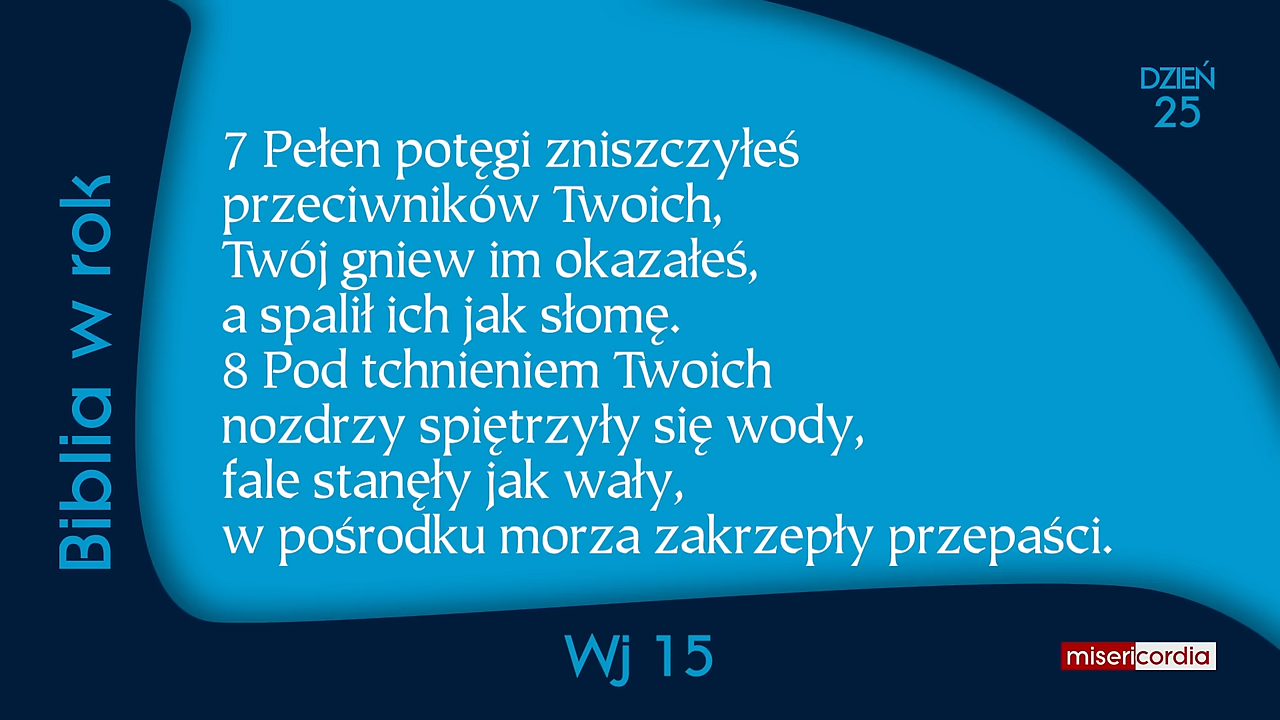 DZIEŃ
25
Biblia w rok
7 Pełen potęgi zniszczyłeś
przeciwników Twoich,
Twój gniew im okazałeś,
a spalił ich jak słomę.
8 Pod tchnieniem Twoich
nozdrzy spiętrzyły się wody,
fale stanęły jak wały,
w pośrodku morza zakrzepły przepaści.
Wj 15
misericordia